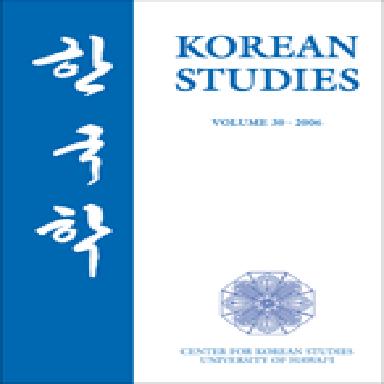 한국학
KOREAN
STUDIES
VOLUME 30 · 2006
CENTER FOR KOREAN STUDIES
UNIVERSITY OF HAWAI'I